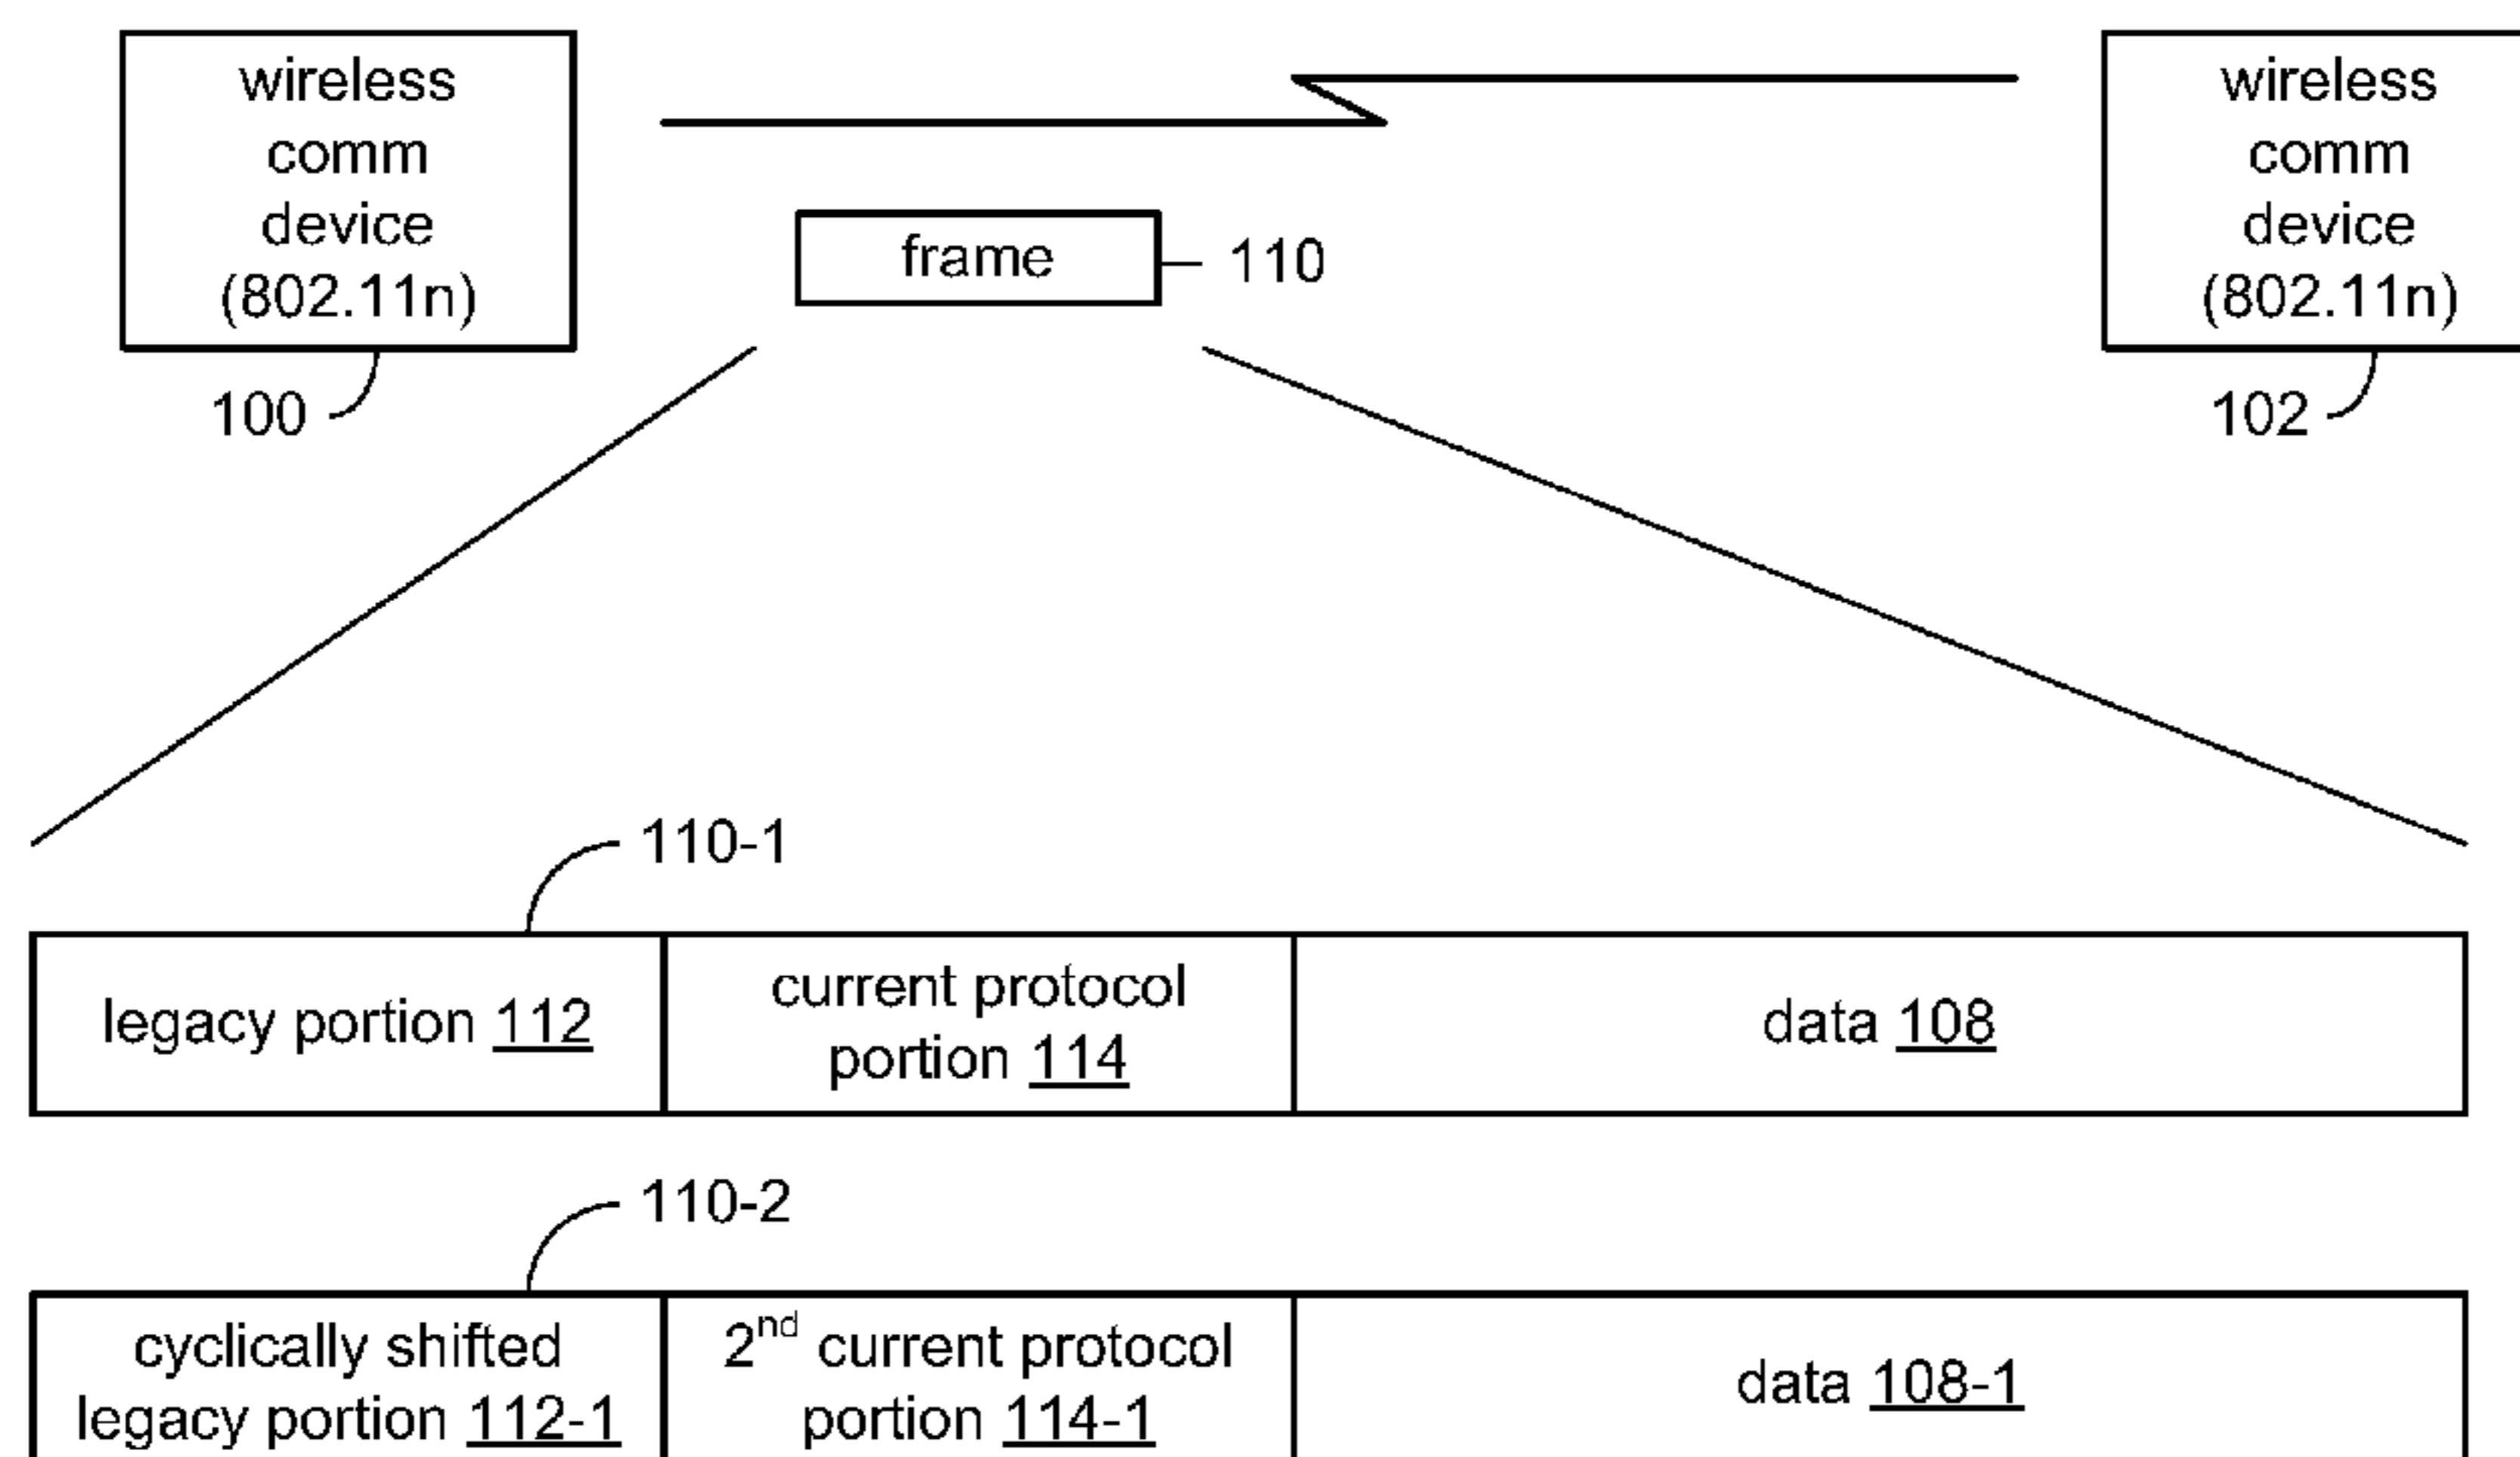 wireless
comm
device
(802.11n)
100
wireless
comm
device
(802.11n)
102
frame
110
110-1
legacy portion 112
current protocol
portion 114
data 108
110-2
cyclically shifted
legacy portion 112-1
2nd current protocol
portion 114-1
data 108-1